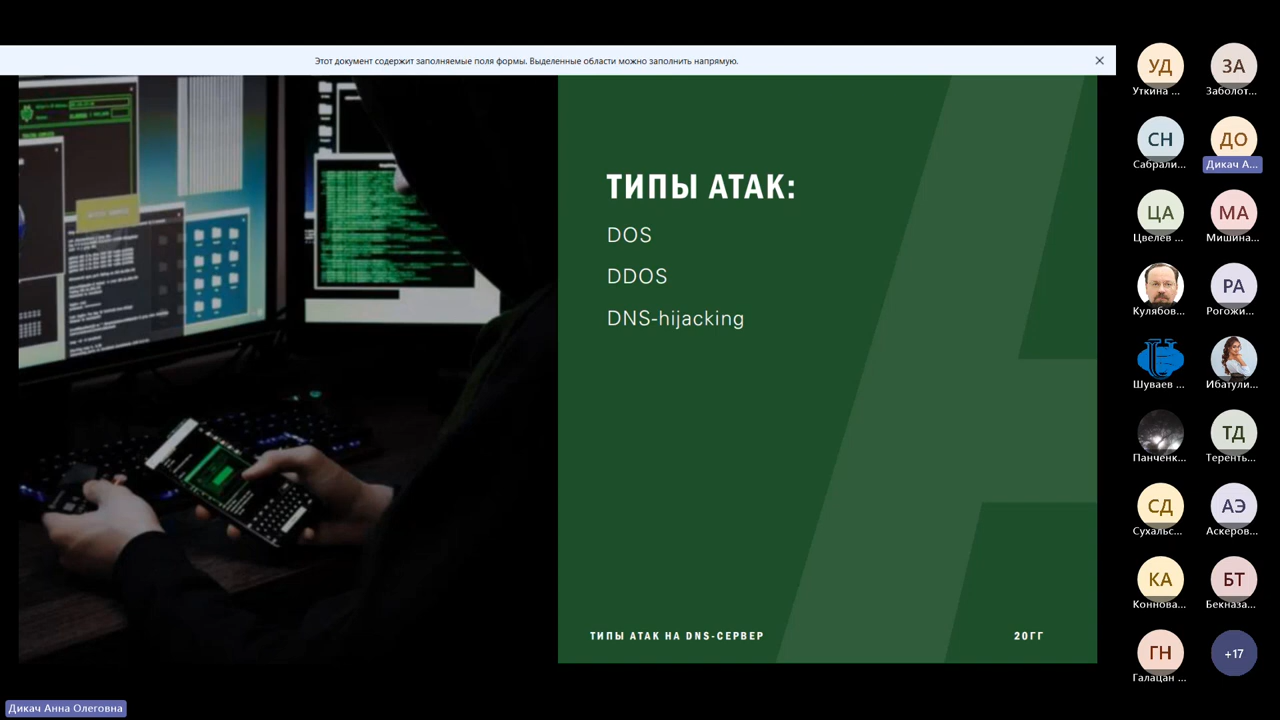 Этот документ содержит заполняемые поля формы. Выделенные области можно заполнить напрямую.
ТИПЫ АТАК:
DOS
DDOS
DNS-hijacking
ТИПЫ АТАК НА DNS-СЕРВЕР
20ГГ
УД
Уткина ...
ЗА
Заболот...
СН
Сабрали...
ДО
Дикач А...
ЦА
Цвелев ...
МА
Мишина...
Кулябов...
РА
Рогожи...
Шуваев ...
Ибатули...
Панченк...
ТД
Теренть...
СД
Сухальс...
АЭ
Аскеров...
КА
Коннова...
БТ
Бекназа...
ГН
Галацан ...
+17
Дикач Анна Олеговна